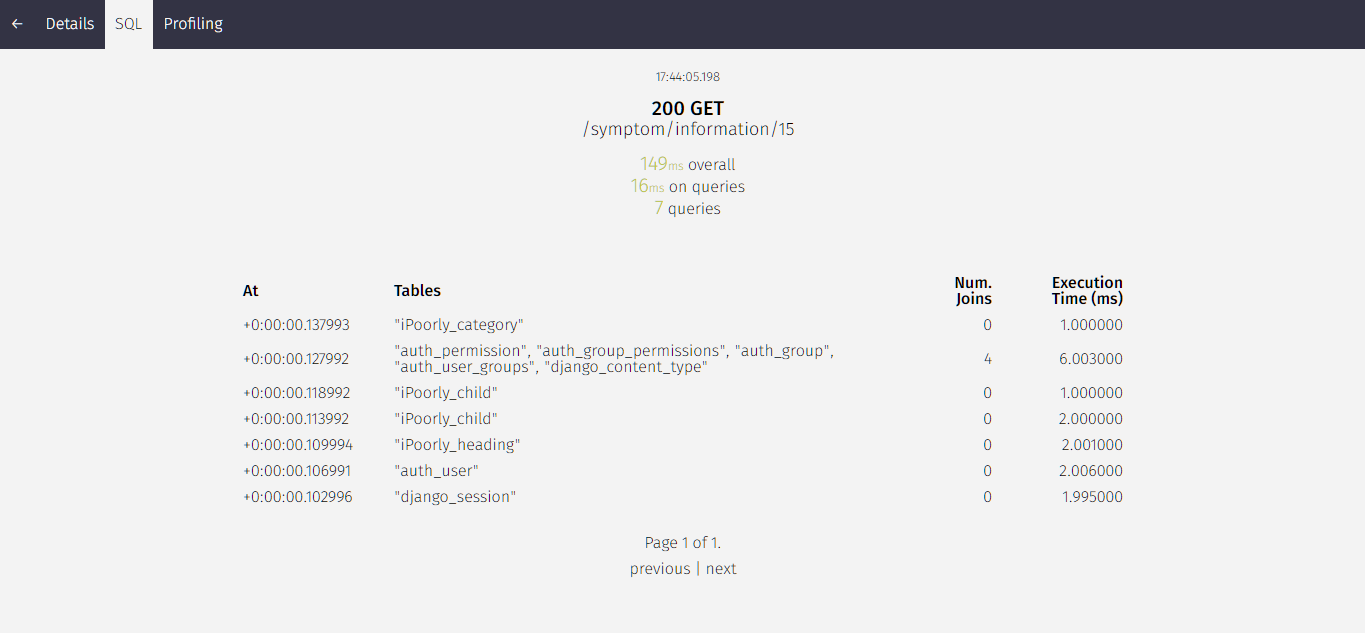 ← Details SQL Profiling
17:44:05.198
200 GET
/symptom/information/15
149ms overall
16ms on queries
7 queries
At Tables Num. Joins Execution Time (ms)
+0:00:00.137993 "iPoorly_category" 0 1.000000
+0:00:00.127992 "auth_permission", "auth_group_permissions", "auth_group", "auth_user_groups", "django_content_type" 4 6.003000
+0:00:00.118992 "iPoorly_child" 0 1.000000
+0:00:00.113992 "iPoorly_child" 0 2.000000
+0:00:00.109994 "iPoorly_heading" 0 2.001000
+0:00:00.106991 "auth_user" 0 2.006000
+0:00:00.102996 "django_session" 0 1.995000
Page 1 of 1.
previous | next